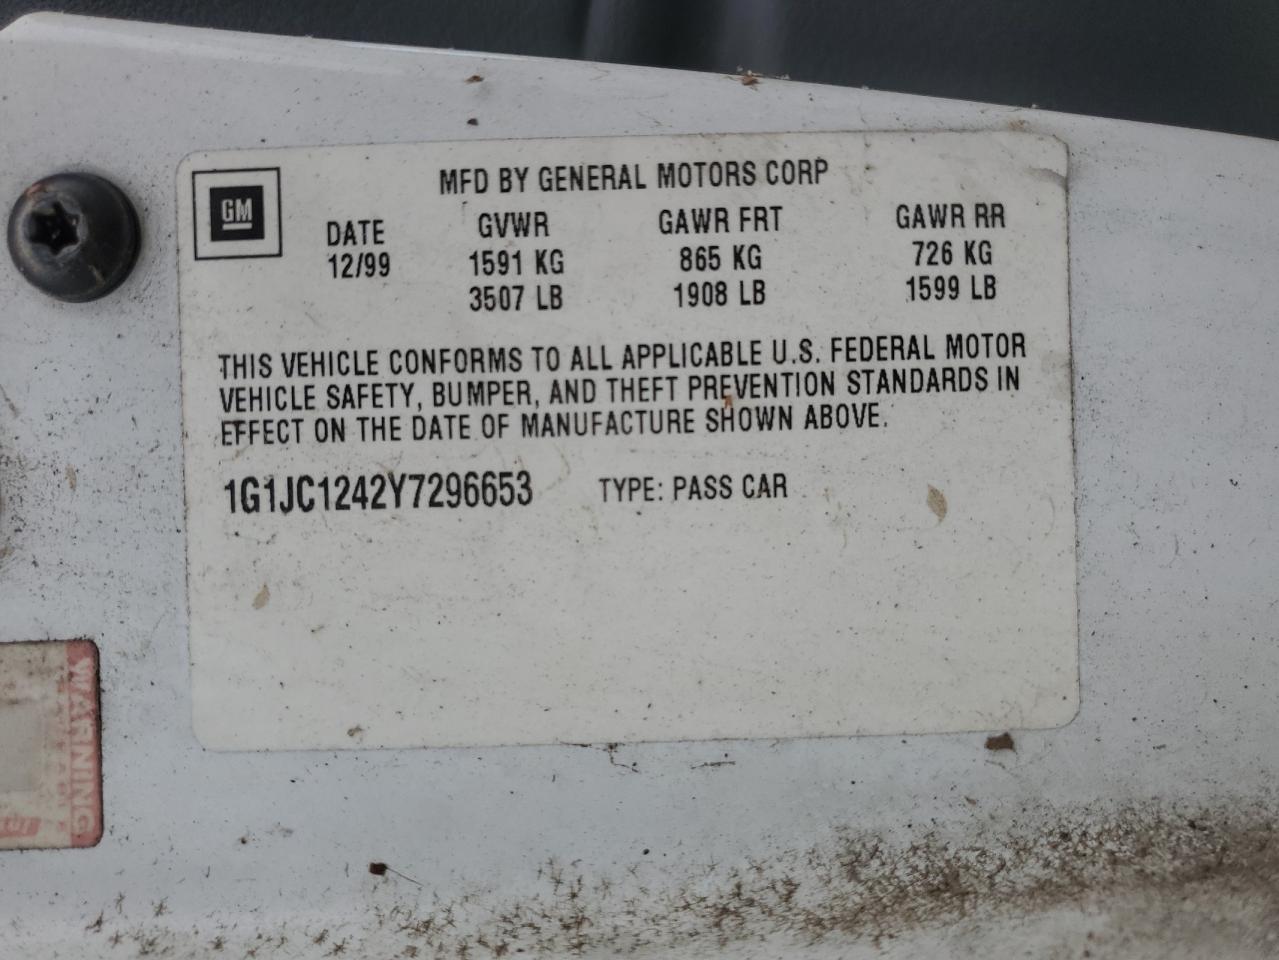 GM
MFD BY GENERAL MOTORS CORP
DATE GVWR GAWR FRT GAWR RR
12/99 1591 KG 865 KG 726 KG
3507 LB 1908 LB 1599 LB
THIS VEHICLE CONFORMS TO ALL APPLICABLE U.S. FEDERAL MOTOR
VEHICLE SAFETY, BUMPER, AND THEFT PREVENTION STANDARDS IN
EFFECT ON THE DATE OF MANUFACTURE SHOWN ABOVE.
1G1JC1242Y7296653 TYPE: PASS CAR
WARNING